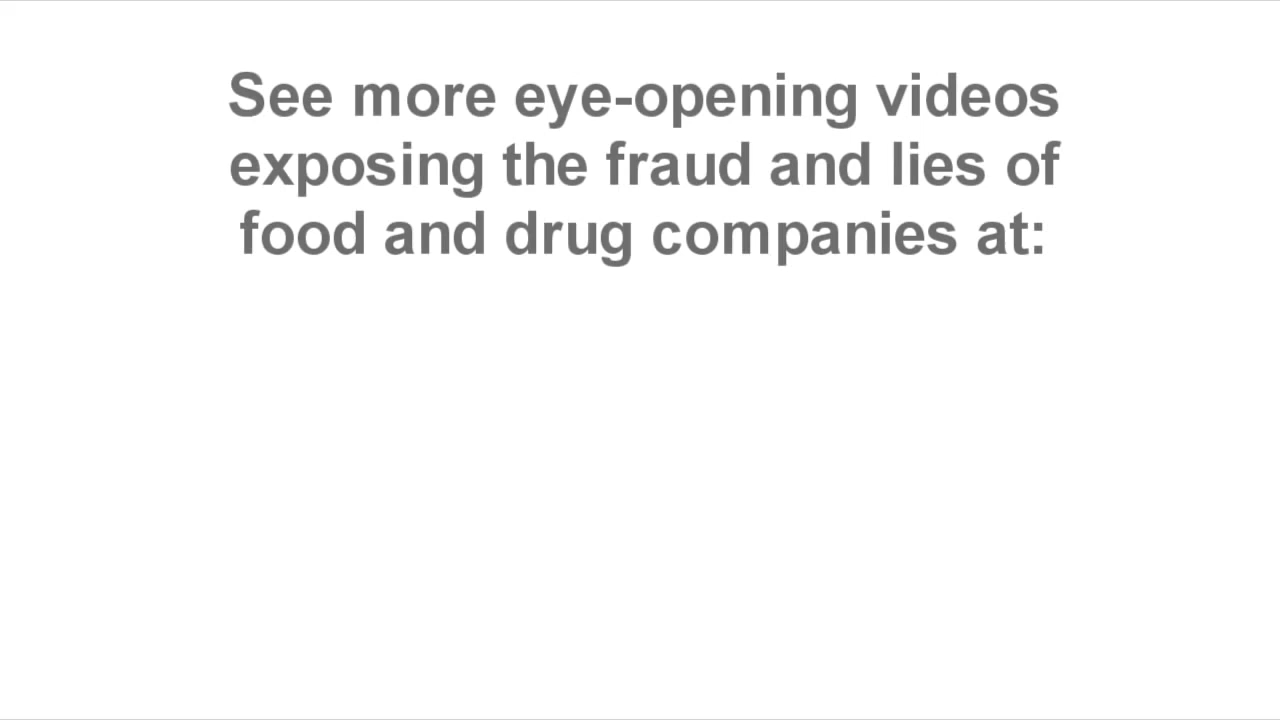 See more eye-opening videos
exposing the fraud and lies of
food and drug companies at: